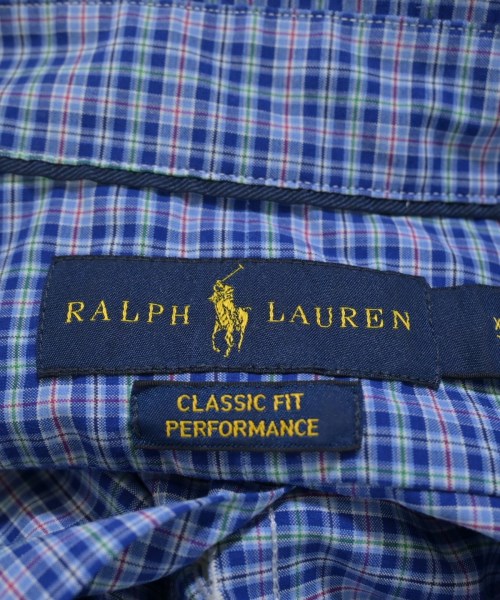 RALPH LAUREN
CLASSIC FIT
PERFORMANCE